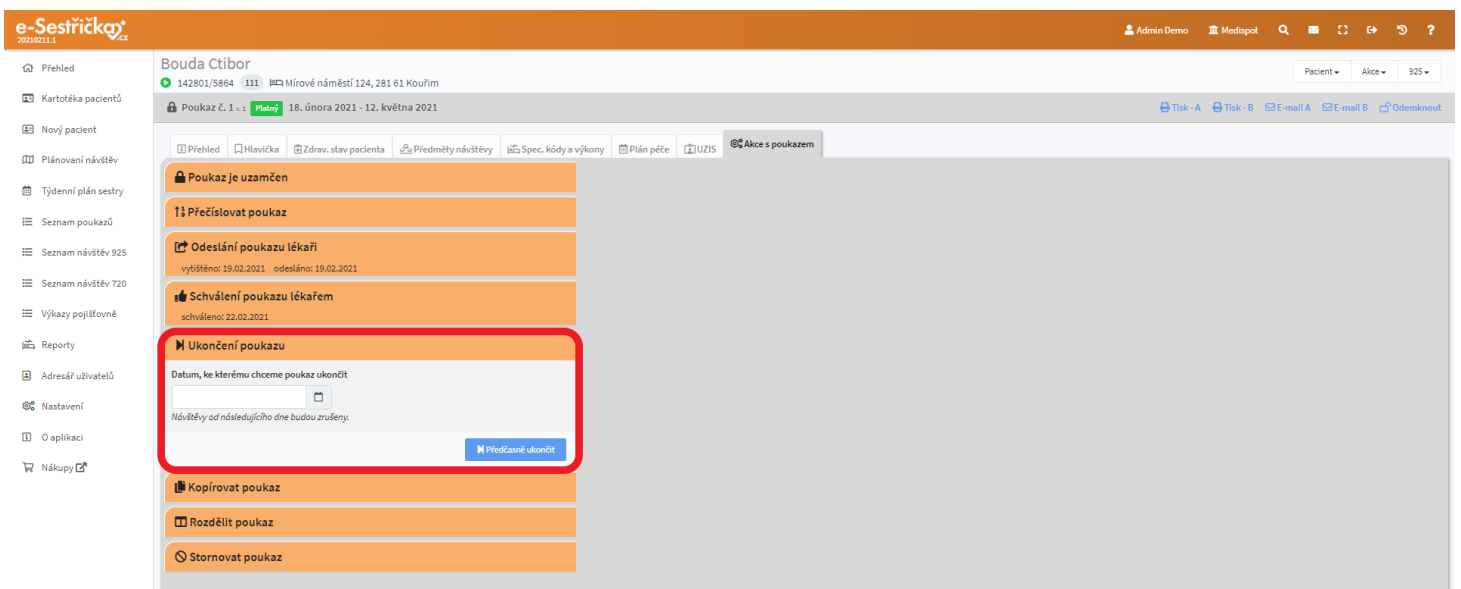 e-Sestřička.cz
20210211.1
Admin Demo Medispot
Přehled
Kartotéka pacientů
Nový pacient
Plánovaní návštěv
Týdenní plán sestry
Seznam poukazů
Seznam návštěv 925
Seznam návštěv 720
Výkazy pojišťovně
Reporty
Adresář uživatelů
Nastavení
O aplikaci
Nákupy
Bouda Ctibor
142801/5864 111 Mírové náměstí 124, 281 61 Kouřim
Pacient Akce 925
Poukaz č. 1 v.1 Platný 18. února 2021 - 12. května 2021
Tisk - A Tisk - B E-mail A E-mail B Odemknout
Přehled Hlavička Zdrav. stav pacienta Předměty návštěvy Spec. kódy a výkony Plán péče UZIS Akce s poukazem
Poukaz je uzamčen
Přečíslovat poukaz
Odeslání poukazu lékaři
vytištěno: 19.02.2021 odesláno: 19.02.2021
Schválení poukazu lékařem
schváleno: 22.02.2021
Ukončení poukazu
Datum, ke kterému chceme poukaz ukončit
Návštěvy od následujícího dne budou zrušeny.
Předčasně ukončit
Kopírovat poukaz
Rozdělit poukaz
Stornovat poukaz